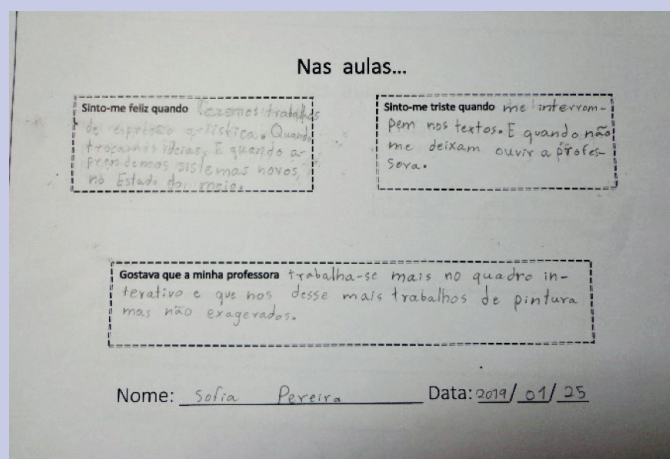 Nas aulas...
Sinto-me feliz quando fazemos trabalhos
de expressão artística. Quando
trocamos ideias. E quando a-
prendemos sistemas novos,
no Estado do meio.
Sinto-me triste quando me interrom-
pem nos textos. E quando não
me deixam ouvir a profes-
sora.
Gostava que a minha professora trabalha-se mais no quadro in-
terativo e que nos desse mais trabalhos de pintura
mas não exagerados.
Nome: Sofia Pereira Data: 2019/01/25